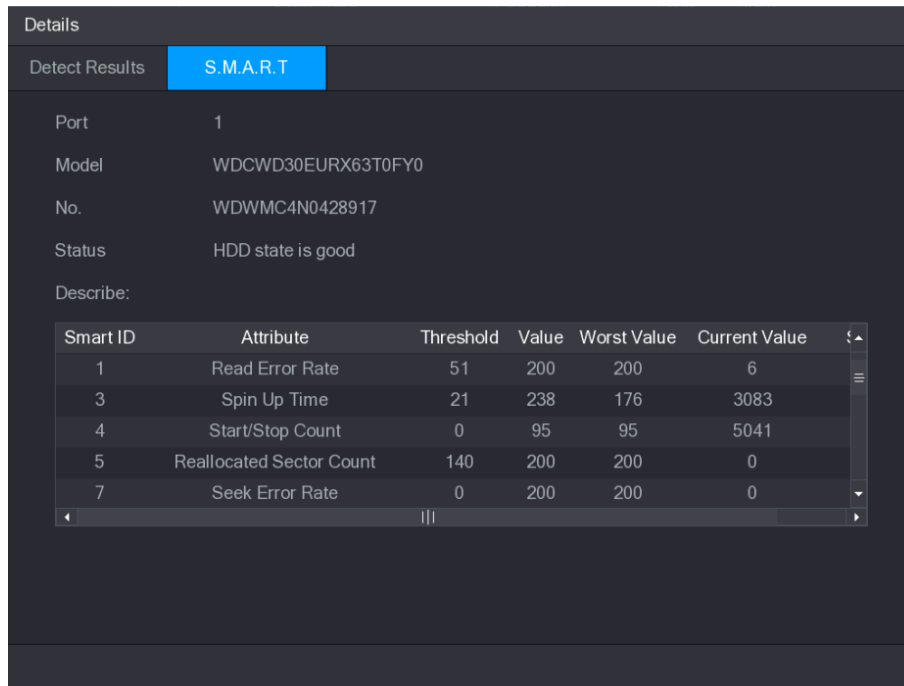 Details
Detect Results S.M.A.R.T
Port 1
Model WDCWD30EURX63T0FY0
No. WDWMC4N0428917
Status HDD state is good
Describe:
Smart ID Attribute Threshold Value Worst Value Current Value
1 Read Error Rate 51 200 200 6
3 Spin Up Time 21 238 176 3083
4 Start/Stop Count 0 95 95 5041
5 Reallocated Sector Count 140 200 200 0
7 Seek Error Rate 0 200 200 0